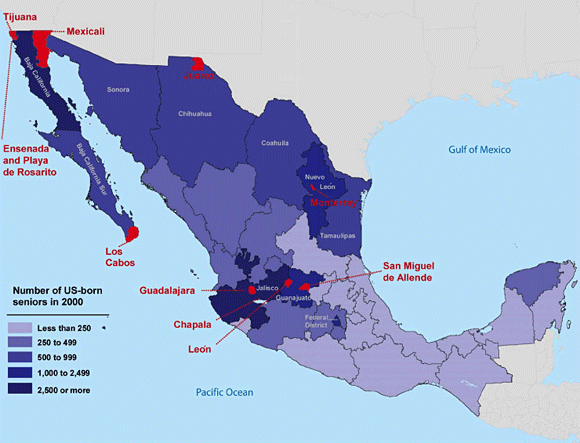 Tijuana
Mexicali
Juárez
Baja California
Sonora
Chihuahua
Coahuila
Ensenada
and Playa
de Rosarito
Baja California Sur
Gulf of Mexico
Nuevo
León
Monterrey
Tamaulipas
Los
Cabos
San Miguel
de Allende
Number of US-born
seniors in 2000
Guadalajara
Jalisco
Guanajuato
Chapala
Federal
District
León
Less than 250
250 to 499
500 to 999
1,000 to 2,499
2,500 or more
Pacific Ocean